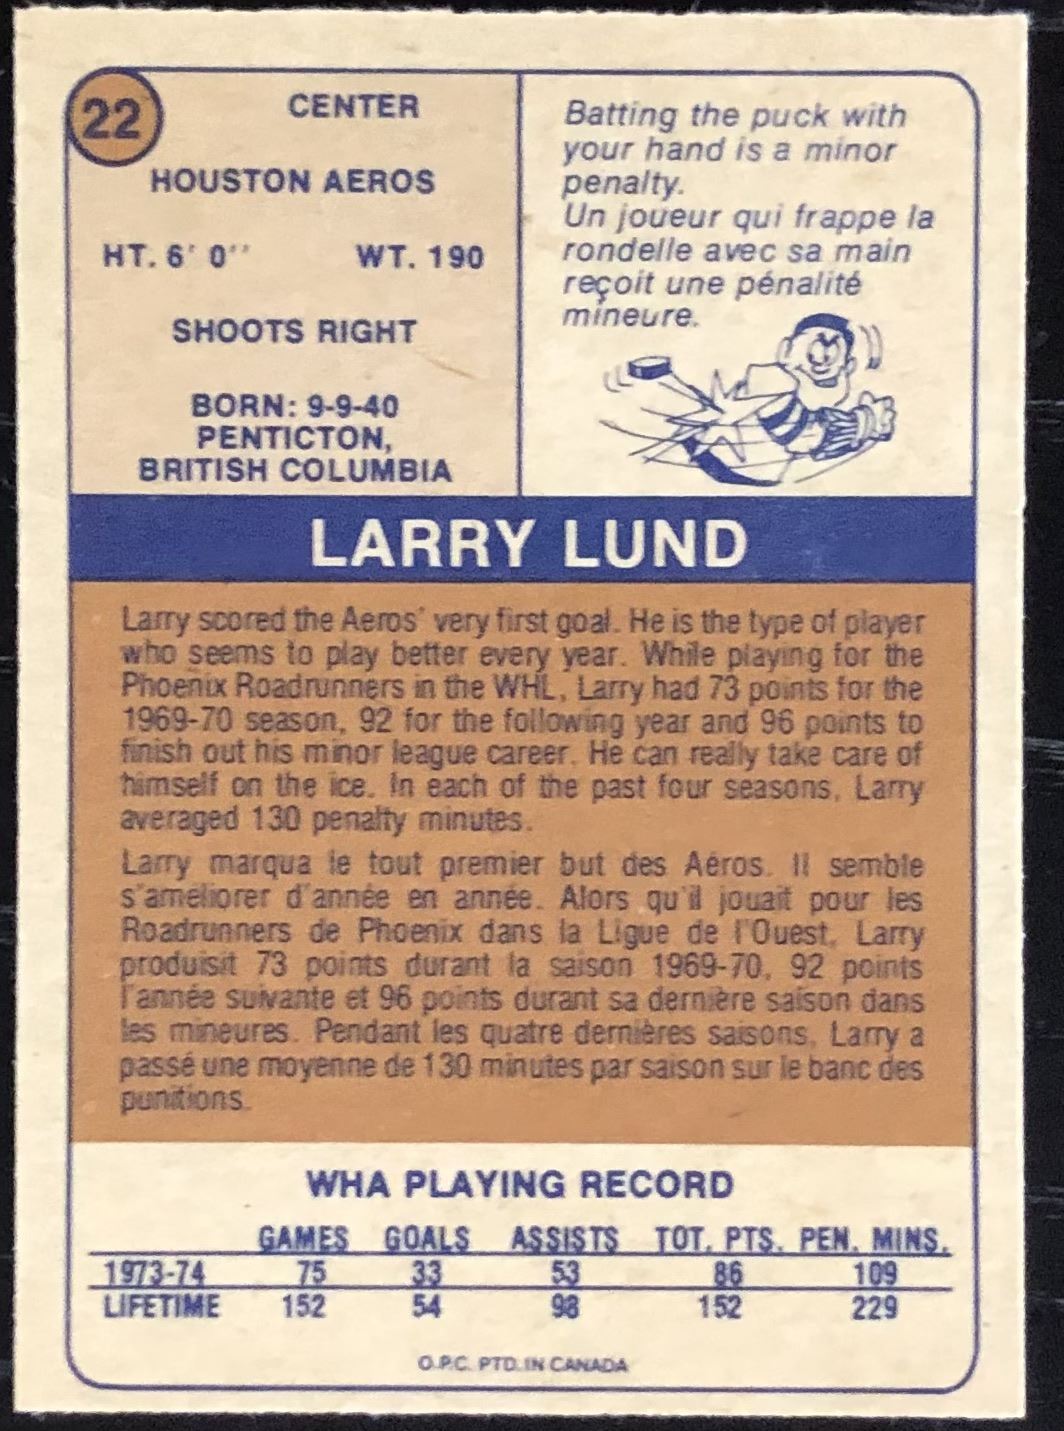 22
CENTER
HOUSTON AEROS
HT. 6' 0'' WT. 190
SHOOTS RIGHT
BORN: 9-9-40
PENTICTON,
BRITISH COLUMBIA
Batting the puck with
your hand is a minor
penalty.
Un joueur qui frappe la
rondelle avec sa main
reçoit une pénalité
mineure.
LARRY LUND
Larry scored the Aeros' very first goal. He is the type of player
who seems to play better every year. While playing for the
Phoenix Roadrunners in the WHL, Larry had 73 points for the
1969-70 season, 92 for the following year and 96 points to
finish out his minor league career. He can really take care of
himself on the ice. In each of the past four seasons, Larry
averaged 130 penalty minutes.
Larry marqua le tout premier but des Aéros. Il semble
s'améliorer d'année en année. Alors qu'il jouait pour les
Roadrunners de Phoenix dans la Ligue de l'Ouest, Larry
produisit 73 points durant la saison 1969-70, 92 points
l'année suivante et 96 points durant sa dernière saison dans
les mineures. Pendant les quatre dernières saisons, Larry a
passé une moyenne de 130 minutes par saison sur le banc des
punitions.
WHA PLAYING RECORD
GAMES GOALS ASSISTS TOT. PTS. PEN. MINS.
1973-74 75 33 53 86 109
LIFETIME 152 54 98 152 229
O.P.C. PTD. IN CANADA